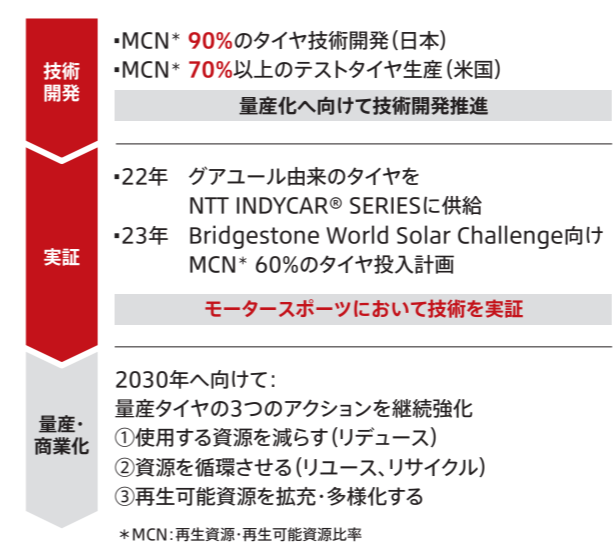 技術
開発
▪MCN* 90%のタイヤ技術開発(日本)
▪MCN* 70%以上のテストタイヤ生産(米国)
量産化へ向けて技術開発推進
実証
▪22年 グアユール由来のタイヤを
NTT INDYCAR® SERIESに供給
▪23年 Bridgestone World Solar Challenge向け
MCN* 60%のタイヤ投入計画
モータースポーツにおいて技術を実証
量産・
商業化
2030年へ向けて:
量産タイヤの3つのアクションを継続強化
①使用する資源を減らす(リデュース)
②資源を循環させる(リユース、リサイクル)
③再生可能資源を拡充・多様化する
*MCN:再生資源・再生可能資源比率